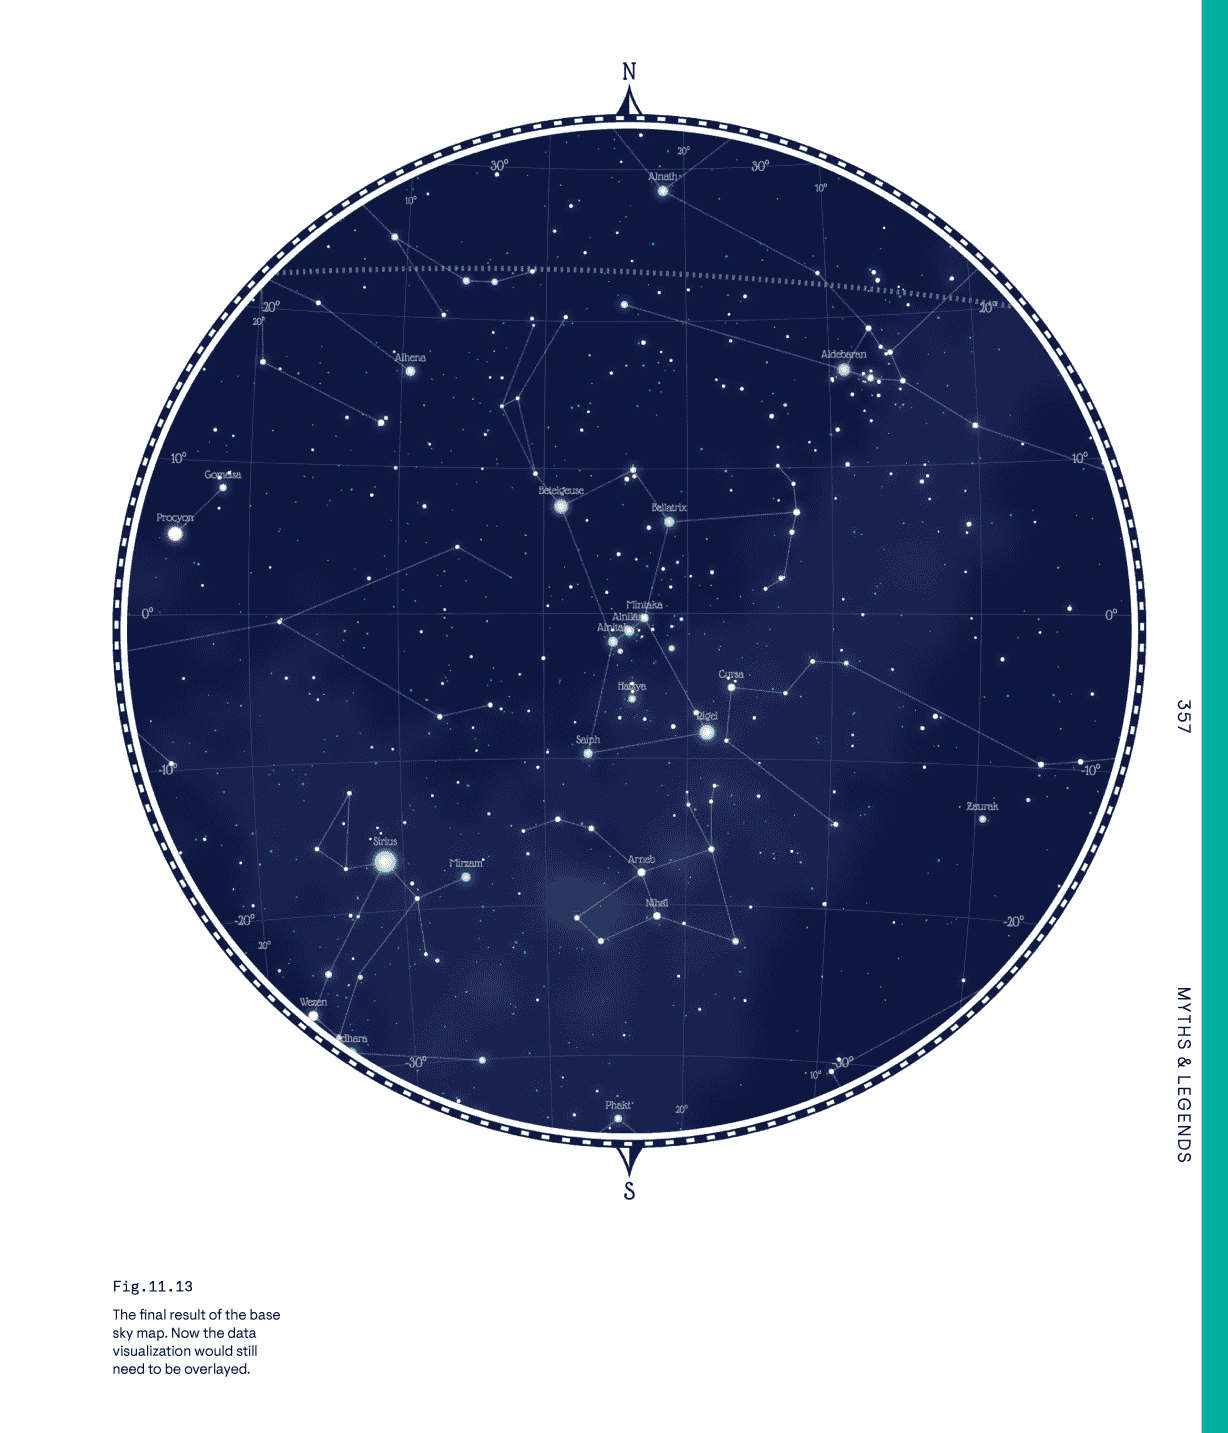 N
20°
30°
30°
Alnath
10°
10°
20°
20°
20°
Alhena
Aldebaran
10°
10°
Gomeisa
Procyon
Betelgeuse
Bellatrix
0°
Mintaka
Alnilam
Alnitak
0°
Hatiya
Cursa
Rigel
Saiph
-10°
-10°
Zaurak
Sirius
Mirzam
Arneb
Nihal
-20°
-20°
20°
Wezen
Adhara
-30°
-30°
10°
Phakt
20°
S
357
MYTHS & LEGENDS
Fig.11.13
The final result of the base
sky map. Now the data
visualization would still
need to be overlayed.